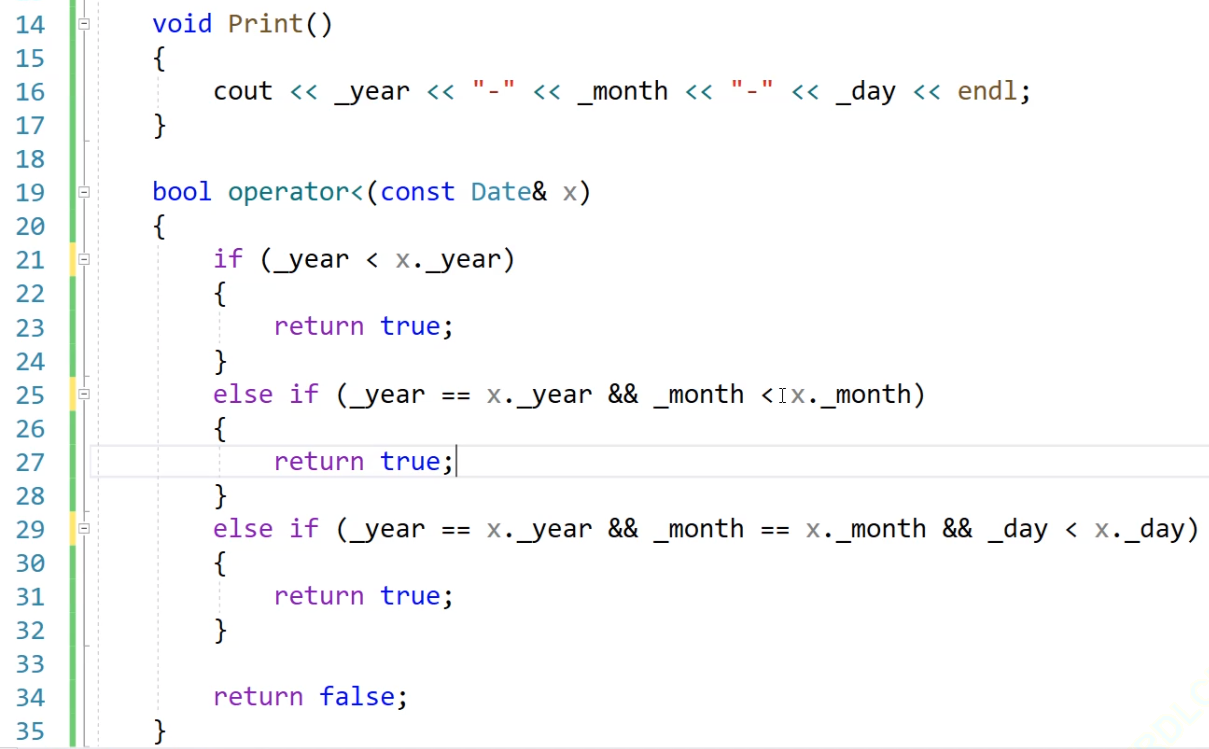 14 void Print()
15 {
16 cout << _year << "-" << _month << "-" << _day << endl;
17 }
18
19 bool operator<(const Date& x)
20 {
21 if (_year < x._year)
22 {
23 return true;
24 }
25 else if (_year == x._year && _month < x._month)
26 {
27 return true;
28 }
29 else if (_year == x._year && _month == x._month && _day < x._day)
30 {
31 return true;
32 }
33
34 return false;
35 }